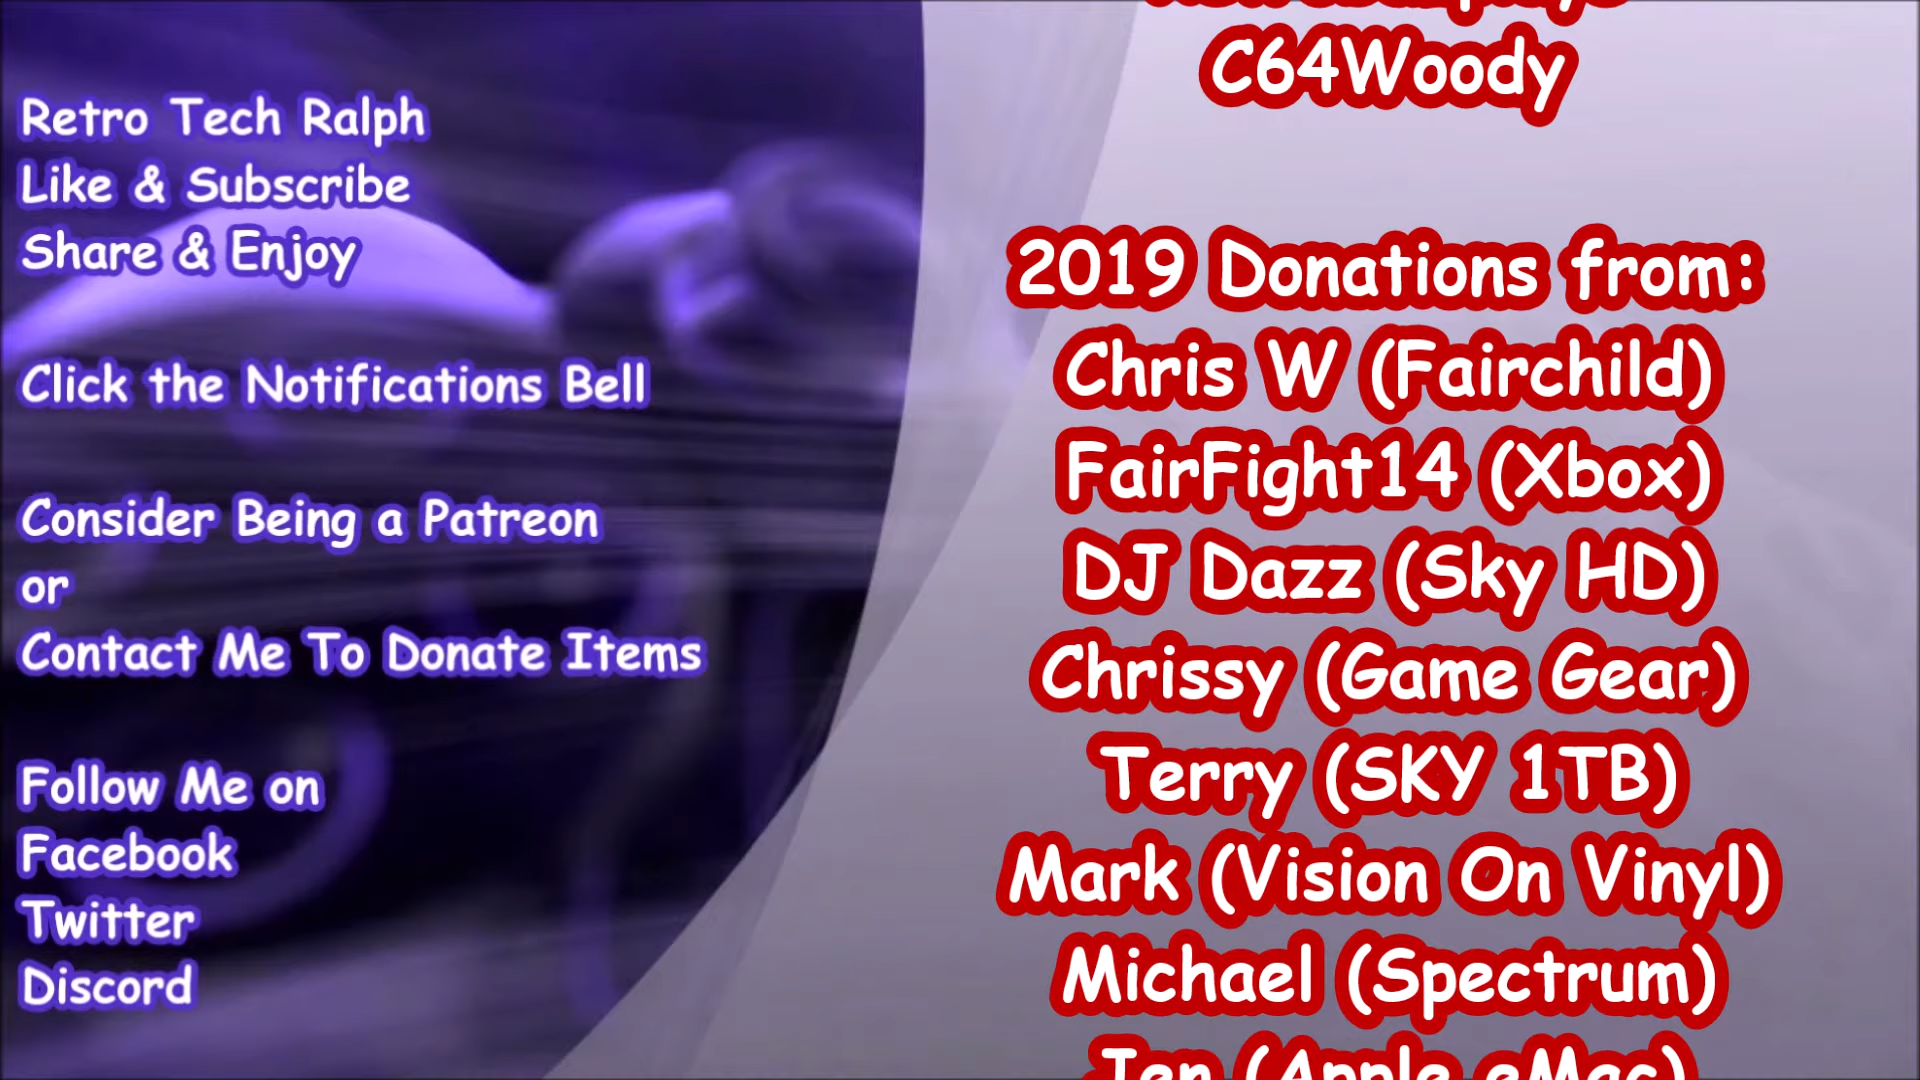 Retro Tech Ralph
Like & Subscribe
Share & Enjoy
Click the Notifications Bell
Consider Being a Patreon
or
Contact Me To Donate Items
Follow Me on
Facebook
Twitter
Discord
C64Woody
2019 Donations from:
Chris W (Fairchild)
FairFight14 (Xbox)
DJ Dazz (Sky HD)
Chrissy (Game Gear)
Terry (SKY 1TB)
Mark (Vision On Vinyl)
Michael (Spectrum)
(Apple eMac)